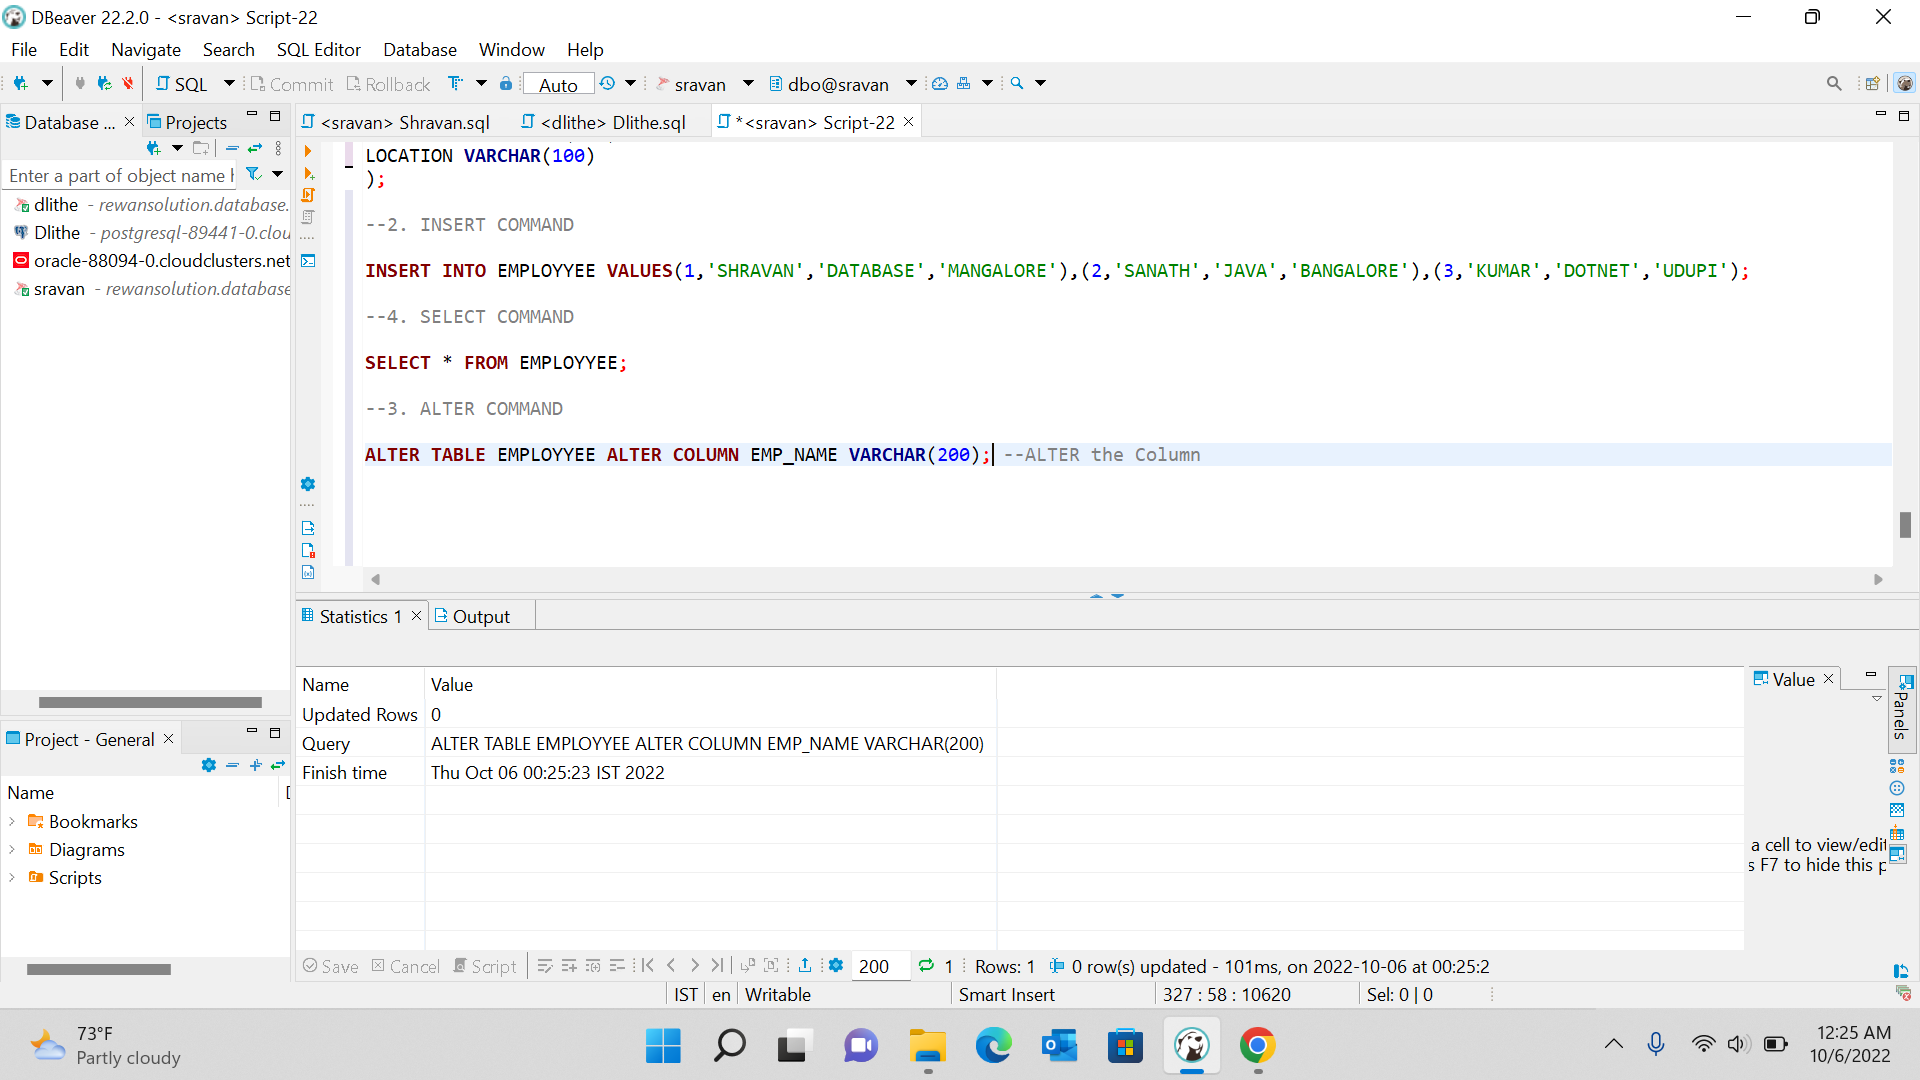 DBeaver 22.2.0 - <sravan> Script-22
File Edit Navigate Search SQL Editor Database Window Help
SQL Commit Rollback Auto sravan dbo@sravan
Database ... Projects
<sravan> Shravan.sql <dlithe> Dlithe.sql *<sravan> Script-22
Enter a part of object name
dlithe - rewansolution.database.
Dlithe - postgresql-89441-0.clou
oracle-88094-0.cloudclusters.net
sravan - rewansolution.database
LOCATION VARCHAR(100)
);
--2. INSERT COMMAND
INSERT INTO EMPLOYYEE VALUES(1,'SHRAVAN','DATABASE','MANGALORE'),(2,'SANATH','JAVA','BANGALORE'),(3,'KUMAR','DOTNET','UDUPI');
--4. SELECT COMMAND
SELECT * FROM EMPLOYYEE;
--3. ALTER COMMAND
ALTER TABLE EMPLOYYEE ALTER COLUMN EMP_NAME VARCHAR(200); --ALTER the Column
Statistics 1 Output
Name Value
Updated Rows 0
Query ALTER TABLE EMPLOYYEE ALTER COLUMN EMP_NAME VARCHAR(200)
Finish time Thu Oct 06 00:25:23 IST 2022
Value
Panels
a cell to view/edit
s F7 to hide this p
Project - General
Name
Bookmarks
Diagrams
Scripts
Save Cancel Script 200 1 Rows: 1 0 row(s) updated - 101ms, on 2022-10-06 at 00:25:2
IST en Writable Smart Insert 327 : 58 : 10620 Sel: 0 | 0
73°F
Partly cloudy
12:25 AM
10/6/2022